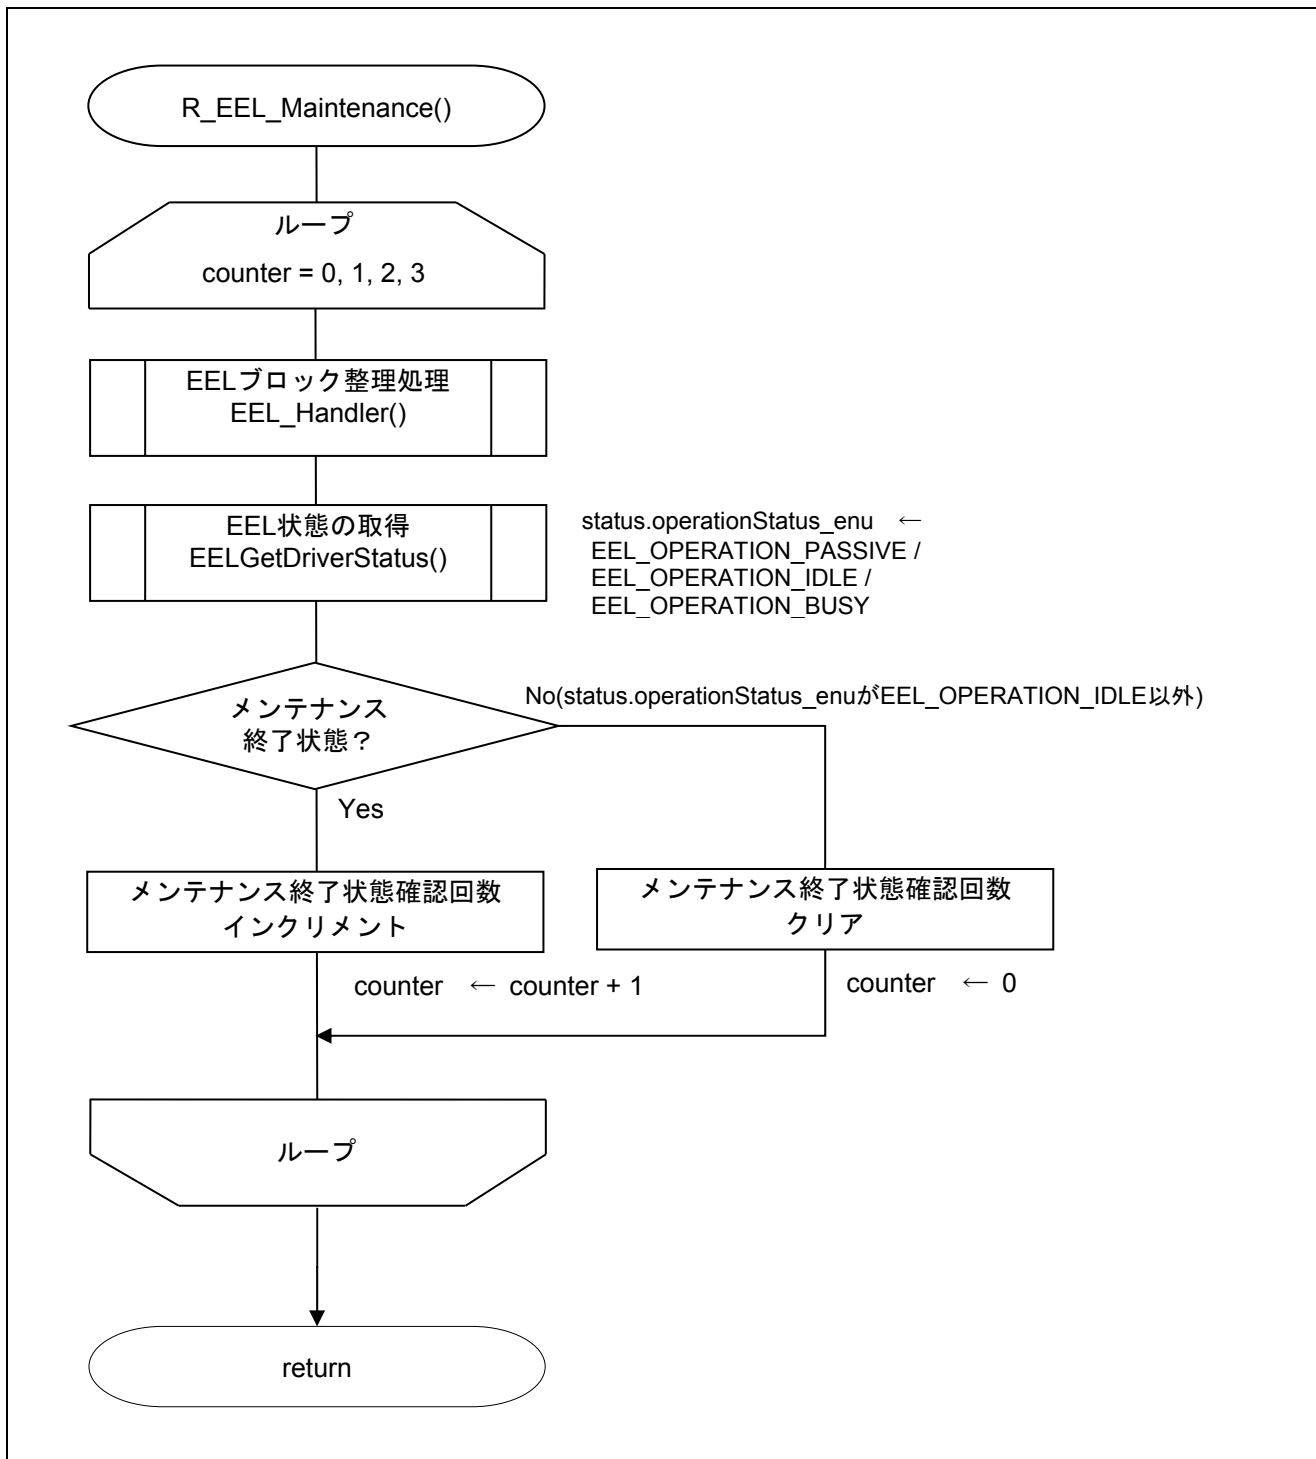 R_EEL_Maintenance()
ループ
counter = 0, 1, 2, 3
EELブロック整理処理
EEL_Handler()
EEL状態の取得
EELGetDriverStatus()
status.operationStatus_enu ←
EEL_OPERATION_PASSIVE /
EEL_OPERATION_IDLE /
EEL_OPERATION_BUSY
メンテナンス
終了状態？
No(status.operationStatus_enuがEEL_OPERATION_IDLE以外)
Yes
メンテナンス終了状態確認回数
インクリメント
メンテナンス終了状態確認回数
クリア
counter ← counter + 1
counter ← 0
ループ
return